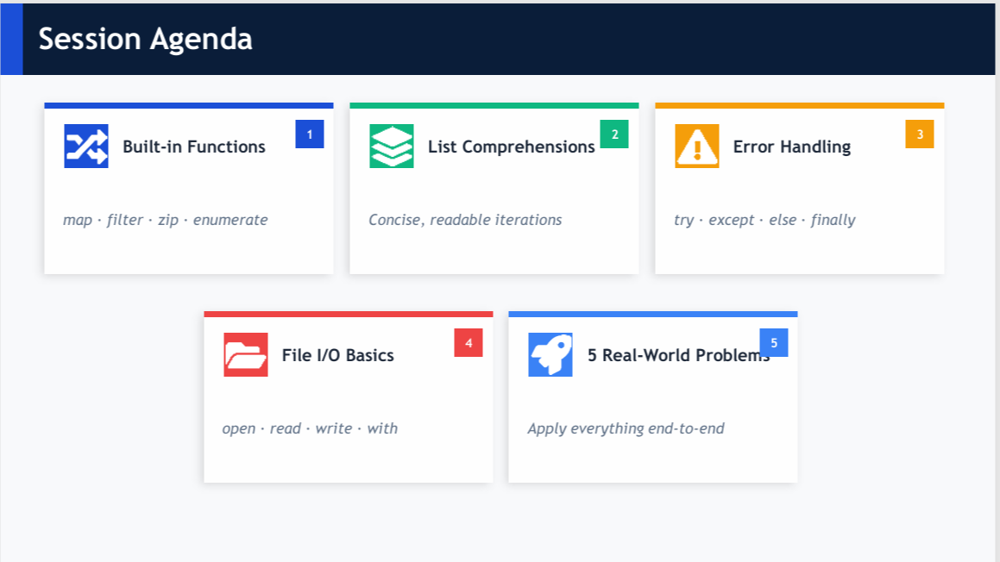 Session Agenda
1
Built-in Functions
map · filter · zip · enumerate
2
List Comprehensions
Concise, readable iterations
3
Error Handling
try · except · else · finally
4
File I/O Basics
open · read · write · with
5
5 Real-World Problems
Apply everything end-to-end